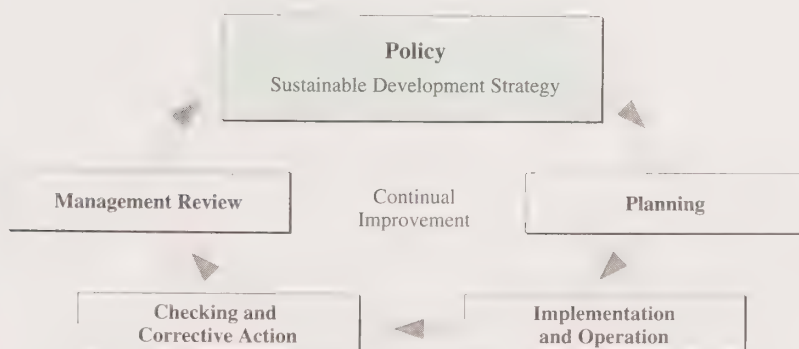 Policy
Sustainable Development Strategy
Management Review
Continual
Improvement
Planning
Checking and
Corrective Action
Implementation
and Operation